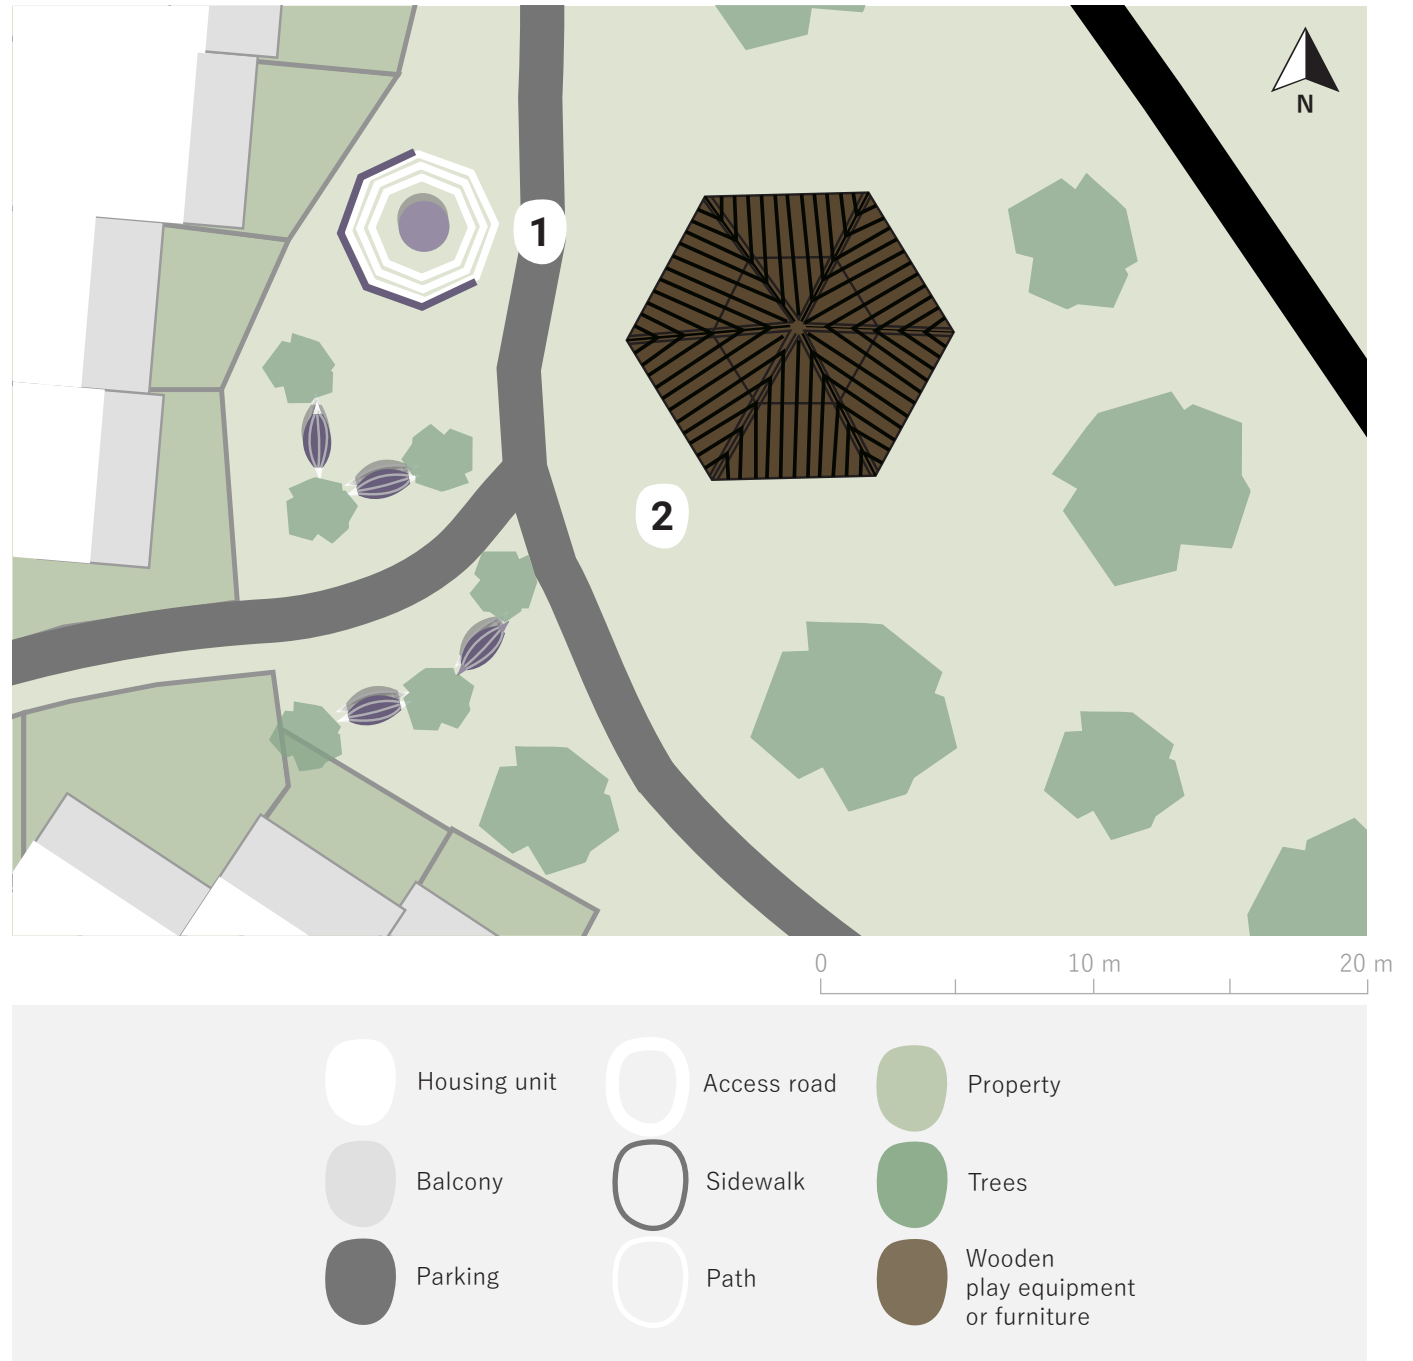 N
1
2
0 10 m 20 m
Housing unit
Access road
Property
Balcony
Sidewalk
Trees
Parking
Path
Wooden
play equipment
or furniture